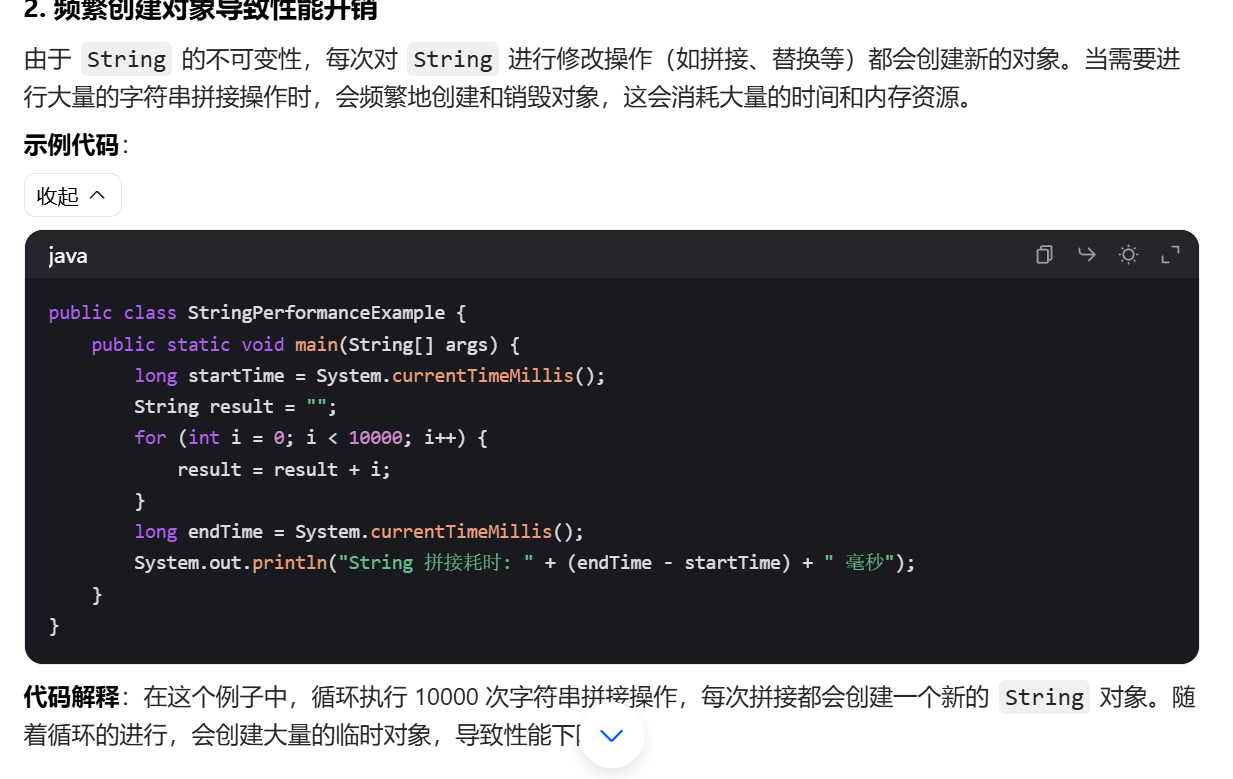 2. 频繁创建对象导致性能开销
由于 String 的不可变性，每次对 String 进行修改操作（如拼接、替换等）都会创建新的对象。当需要进
行大量的字符串拼接操作时，会频繁地创建和销毁对象，这会消耗大量的时间和内存资源。
示例代码：
收起
java
public class StringPerformanceExample {
    public static void main(String[] args) {
        long startTime = System.currentTimeMillis();
        String result = "";
        for (int i = 0; i < 10000; i++) {
            result = result + i;
        }
        long endTime = System.currentTimeMillis();
        System.out.println("String 拼接耗时: " + (endTime - startTime) + " 毫秒");
    }
}
代码解释：在这个例子中，循环执行 10000 次字符串拼接操作，每次拼接都会创建一个新的 String 对象。随
着循环的进行，会创建大量的临时对象，导致性能下